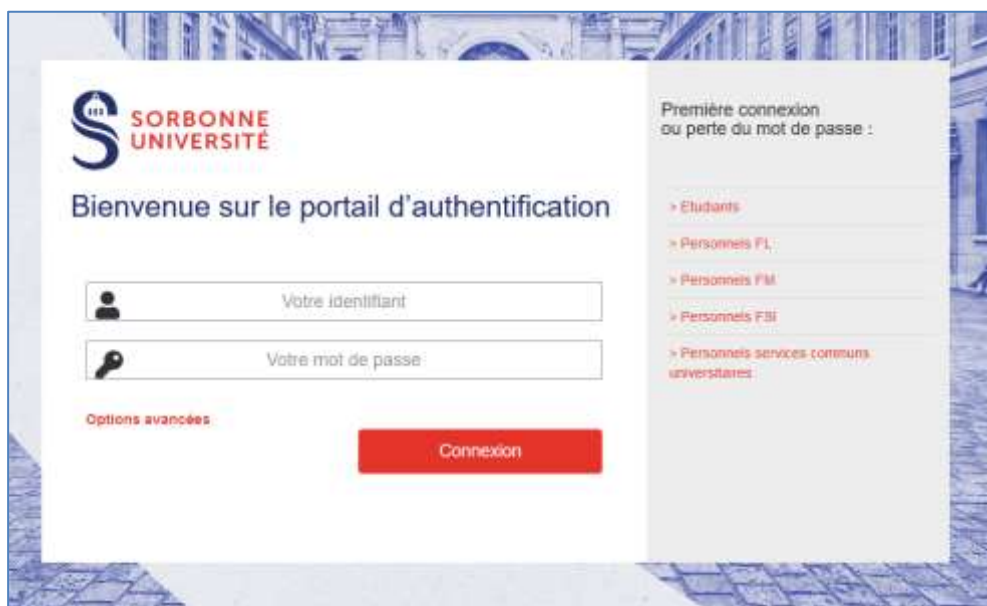 SORBONNE
UNIVERSITÉ
Bienvenue sur le portail d’authentification
Votre identifiant
Votre mot de passe
Options avancées
Connexion
Première connexion
ou perte du mot de passe :
> Etudiants
> Personnels FL
> Personnels FM
> Personnels FSI
> Personnels services communs
universitaires